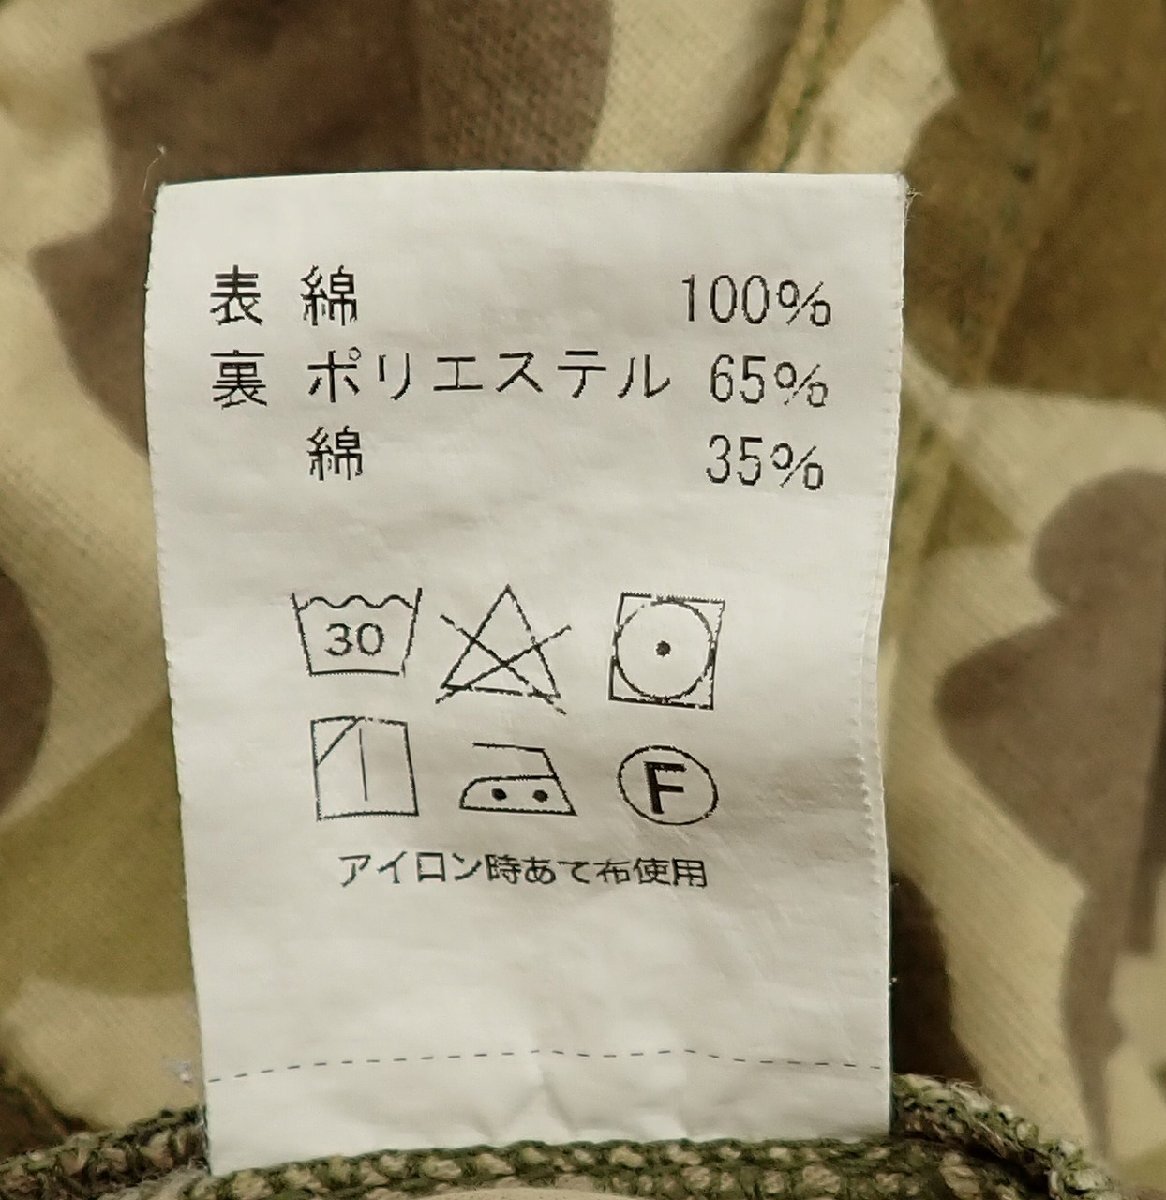 表 綿 100%
裏 ポリエステル 65%
綿 35%
30
F
アイロン時あて布使用